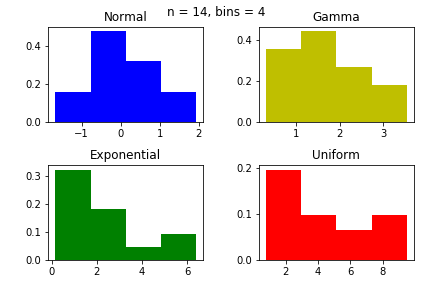 n = 14, bins = 4
Normal
Gamma
0.4
0.2
0.0
−1 0 1 2
0.4
0.2
0.0
1 2 3
Exponential
Uniform
0.3
0.2
0.1
0.0
0 2 4 6
0.2
0.1
0.0
2 4 6 8